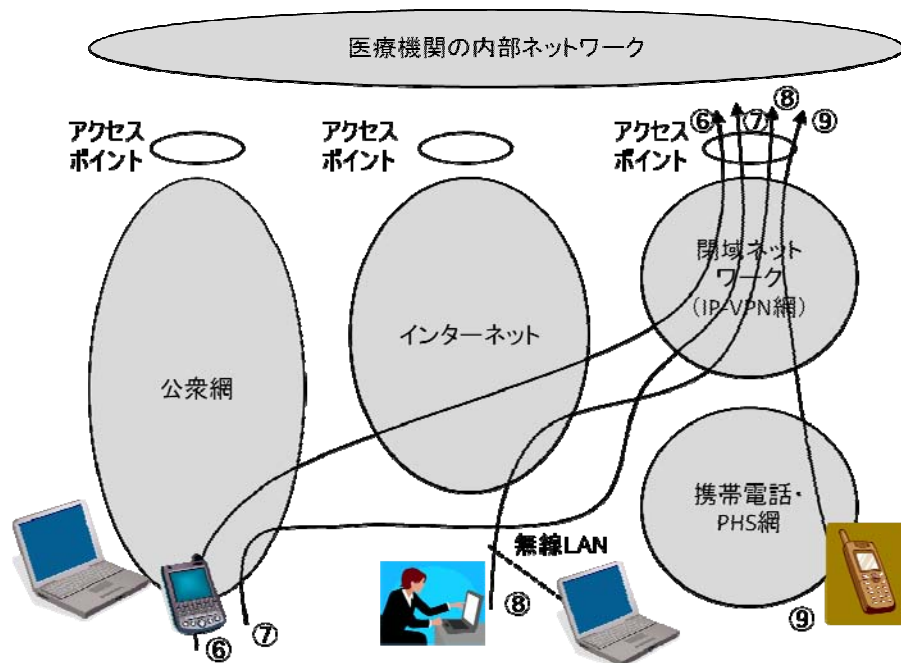 医療機関の内部ネットワーク
⑧
⑥
⑦
⑨
アクセス
ポイント
アクセス
ポイント
アクセス
ポイント
閉域ネット
ワーク
(IP-VPN網)
インターネット
公衆網
携帯電話・
PHS網
無線LAN
⑥
⑦
⑧
⑨